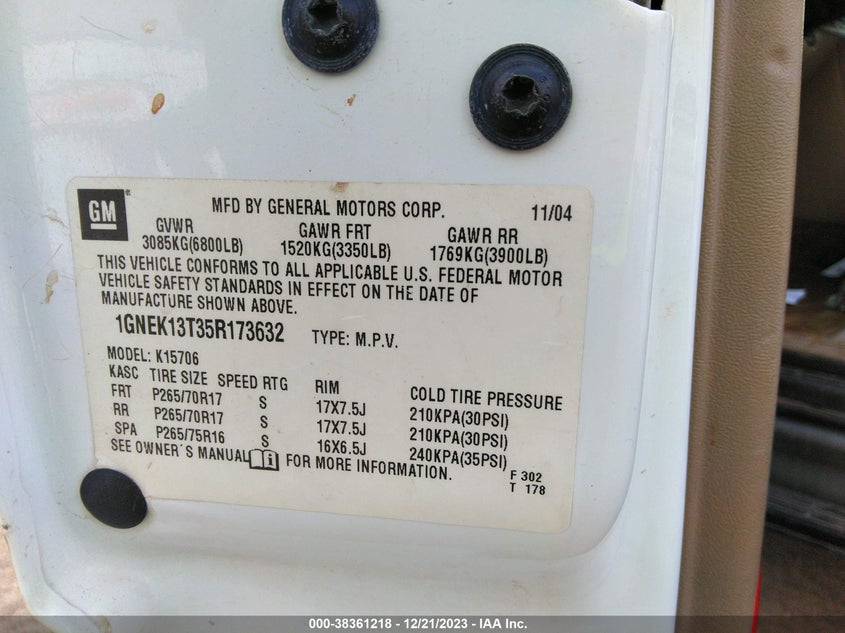 GM
MFD BY GENERAL MOTORS CORP. 11/04
GVWR GAWR FRT GAWR RR
3085KG(6800LB) 1520KG(3350LB) 1769KG(3900LB)
THIS VEHICLE CONFORMS TO ALL APPLICABLE U.S. FEDERAL MOTOR
VEHICLE SAFETY STANDARDS IN EFFECT ON THE DATE OF
MANUFACTURE SHOWN ABOVE.
1GNEK13T35R173632 TYPE: M.P.V.
MODEL: K15706
KASC TIRE SIZE SPEED RTG RIM COLD TIRE PRESSURE
FRT P265/70R17 S 17X7.5J 210KPA(30PSI)
RR P265/70R17 S 17X7.5J 210KPA(30PSI)
SPA P265/75R16 S 16X6.5J 240KPA(35PSI)
SEE OWNER'S MANUAL i FOR MORE INFORMATION.
F 302
T 178
000-38361218 - 12/21/2023 - IAA Inc.